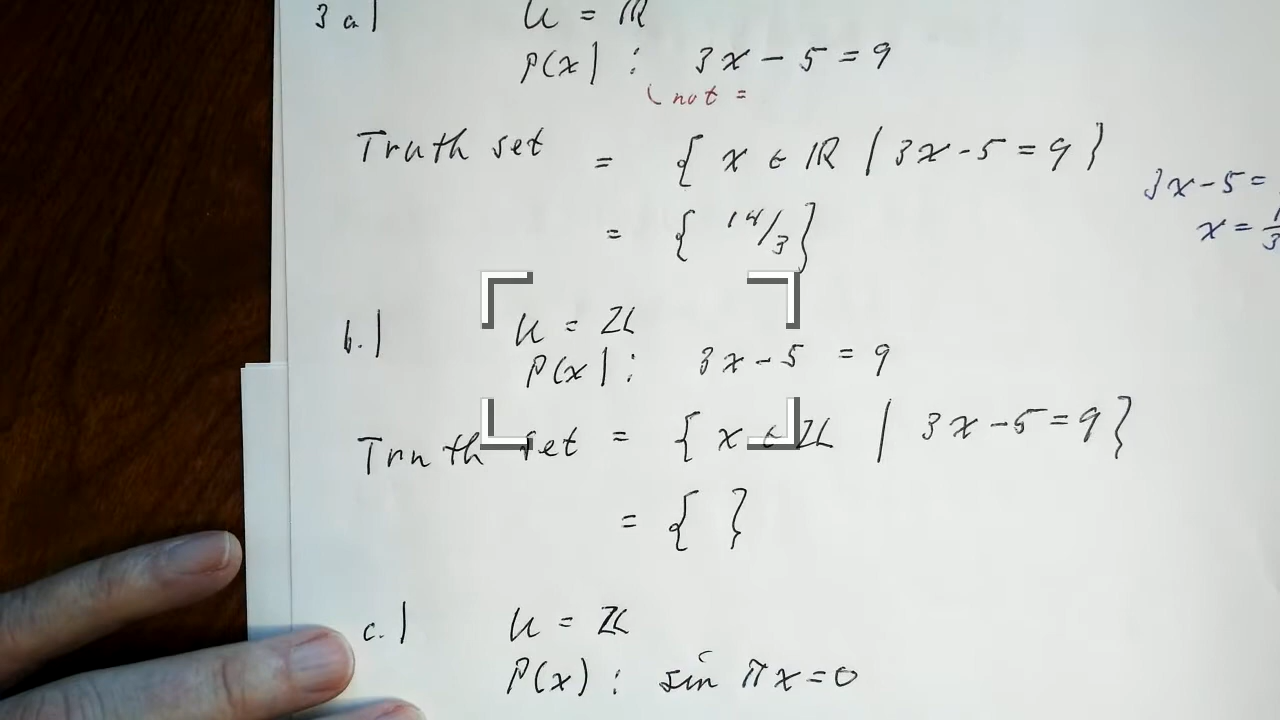 3 a.)
U = ℝ
P(x) : 3x - 5 = 9
( not =
Truth set = { x ∈ ℝ | 3x - 5 = 9 }
3x - 5 =
= { 14/3 }
x =
b.) U = ℤ
P(x) : 3x - 5 = 9
Truth set = { x ∈ ℤ | 3x - 5 = 9 }
= { }
c.) U = ℤ
P(x) : sin πx = 0